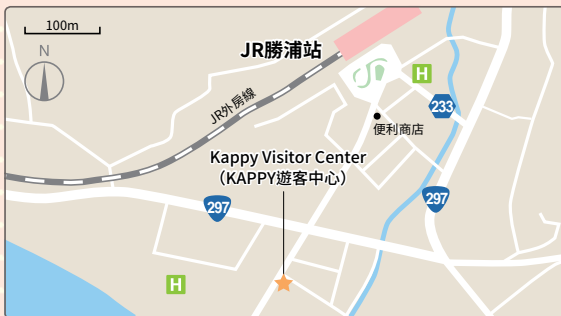 100m
N
JR勝浦站
H
JR外房線
233
便利商店
Kappy Visitor Center
（KAPPY遊客中心）
297
297
H